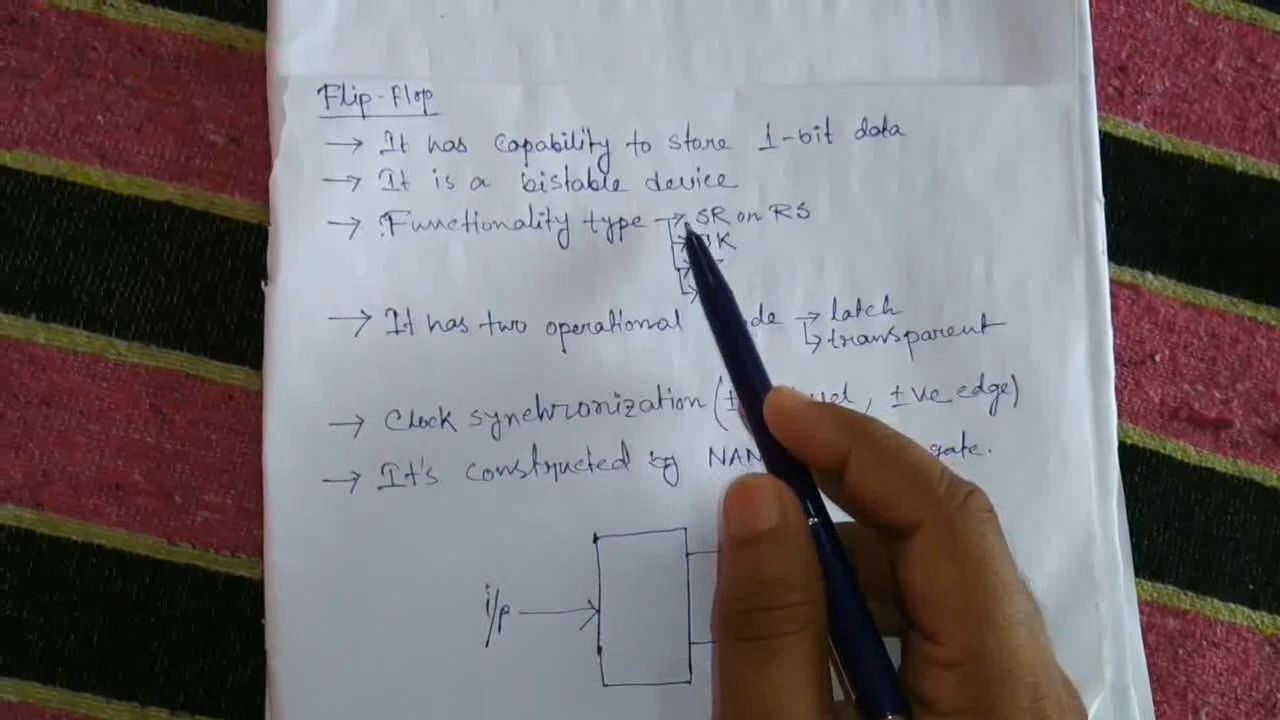 Flip-Flop
→ It has capability to store 1-bit data
→ It is a bistable device
→ Functionality type → SR or RS
K
→ It has two operational → latch
→ transparent
→ Clock synchronization ( , ±ve edge)
→ It's constructed by gate.
i/p